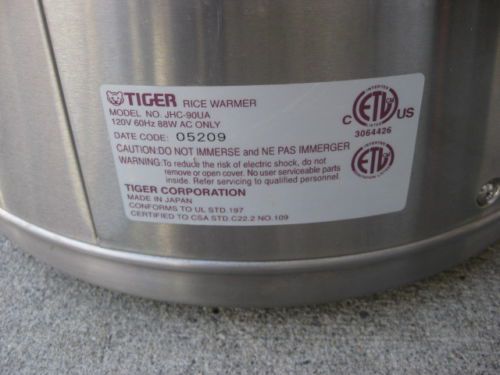 TIGER RICE WARMER
MODEL NO. JHC-90UA
120V 60Hz 88W AC ONLY
DATE CODE: 05209
CAUTION:DO NOT IMMERSE and NE PAS IMMERGER
WARNING:To reduce the risk of electric shock, do not
remove or open cover. No user serviceable parts
inside. Refer servicing to qualified personnel.
TIGER CORPORATION
MADE IN JAPAN
CONFORMS TO UL STD.197
CERTIFIED TO CSA STD.C22.2 NO.109
C ETL US
3064426
ETL